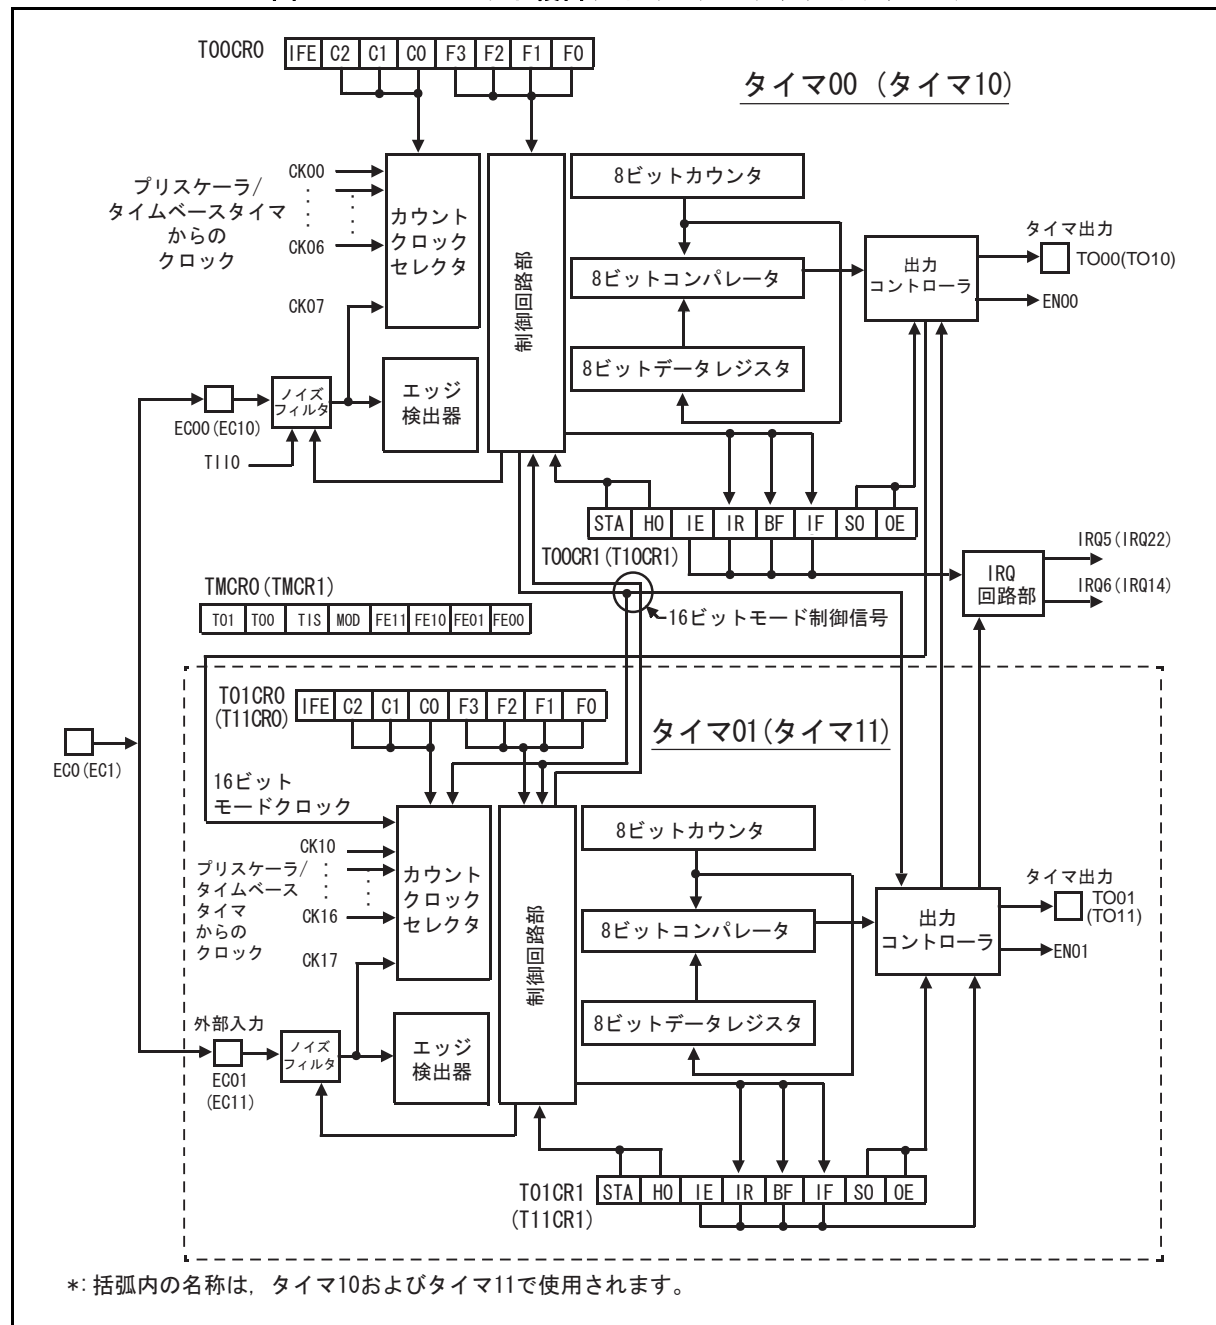 T00CR0
IFE C2 C1 C0 F3 F2 F1 F0
タイマ00 (タイマ10)
CK00
プリスケーラ/
タイムベースタイマ
からの
クロック
CK06
CK07
カウント
クロック
セレクタ
制御回路部
8ビットカウンタ
8ビットコンパレータ
8ビットデータレジスタ
出力
コントローラ
タイマ出力
TO00(TO10)
EN00
ノイズ
フィルタ
エッジ
検出器
EC00(EC10)
TII0
STA HO IE IR BF IF SO OE
T00CR1(T10CR1)
IRQ
回路部
IRQ5(IRQ22)
IRQ6(IRQ14)
TMCR0(TMCR1)
TO1 TO0 TIS MOD FE11 FE10 FE01 FE00
16ビットモード制御信号
T01CR0
(T11CR0)
IFE C2 C1 C0 F3 F2 F1 F0
タイマ01(タイマ11)
EC0(EC1)
16ビット
モードクロック
CK10
プリスケーラ/
タイムベース
タイマ
からの
クロック
CK16
CK17
カウント
クロック
セレクタ
制御回路部
8ビットカウンタ
8ビットコンパレータ
8ビットデータレジスタ
出力
コントローラ
タイマ出力
TO01
(TO11)
EN01
外部入力
EC01
(EC11)
ノイズ
フィルタ
エッジ
検出器
T01CR1
(T11CR1)
STA HO IE IR BF IF SO OE
*: 括弧内の名称は, タイマ10およびタイマ11で使用されます。